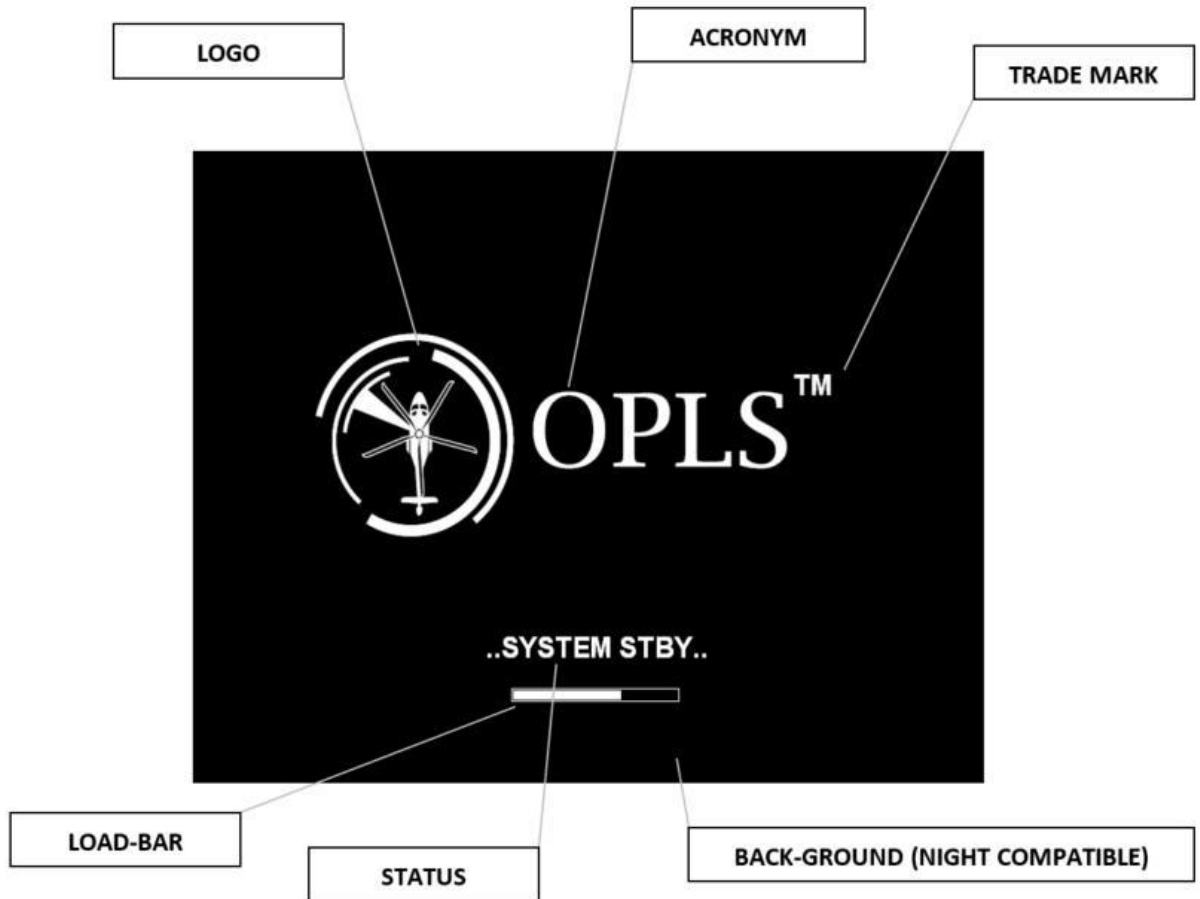 LOGO
ACRONYM
TRADE MARK
OPLS™
..SYSTEM STBY..
LOAD-BAR
STATUS
BACK-GROUND (NIGHT COMPATIBLE)